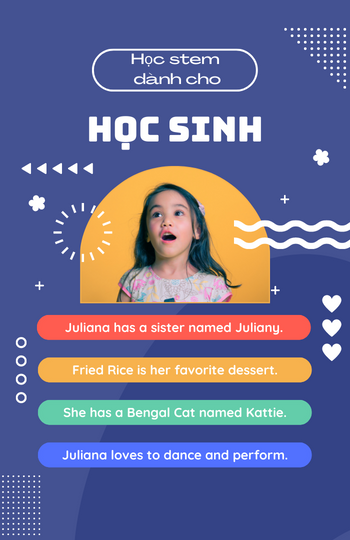 Học stem
dành cho
HỌC SINH
Juliana has a sister named Juliany.
Fried Rice is her favorite dessert.
She has a Bengal Cat named Kattie.
Juliana loves to dance and perform.